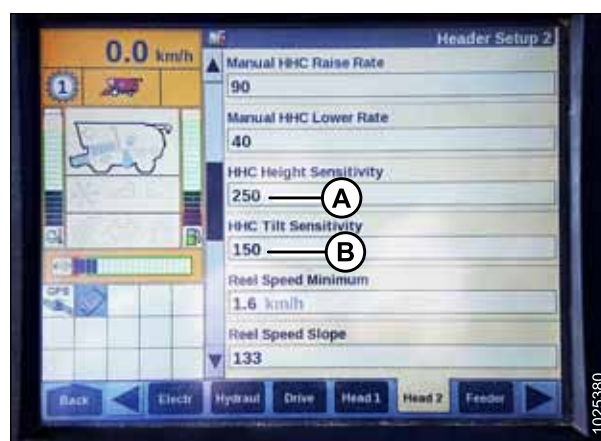 Header Setup 2
0.0 km/h
1
Manual HHC Raise Rate
90
Manual HHC Lower Rate
40
HHC Height Sensitivity
250
A
HHC Tilt Sensitivity
150
B
Reel Speed Minimum
1.6 km/h
Reel Speed Slope
133
GPS
Back Electr Hydraul Drive Head 1 Head 2 Feeder
1025380